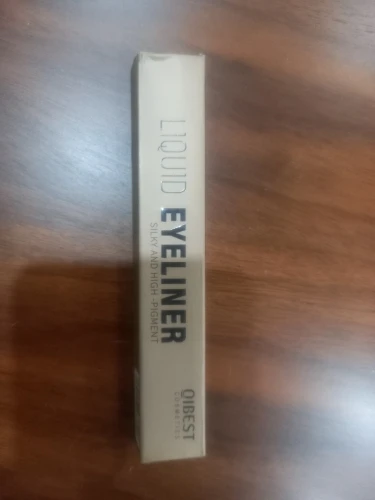 LIQUID EYELINER
SILKY AND HIGH-PIGMENT
QIBEST
COSMETICS